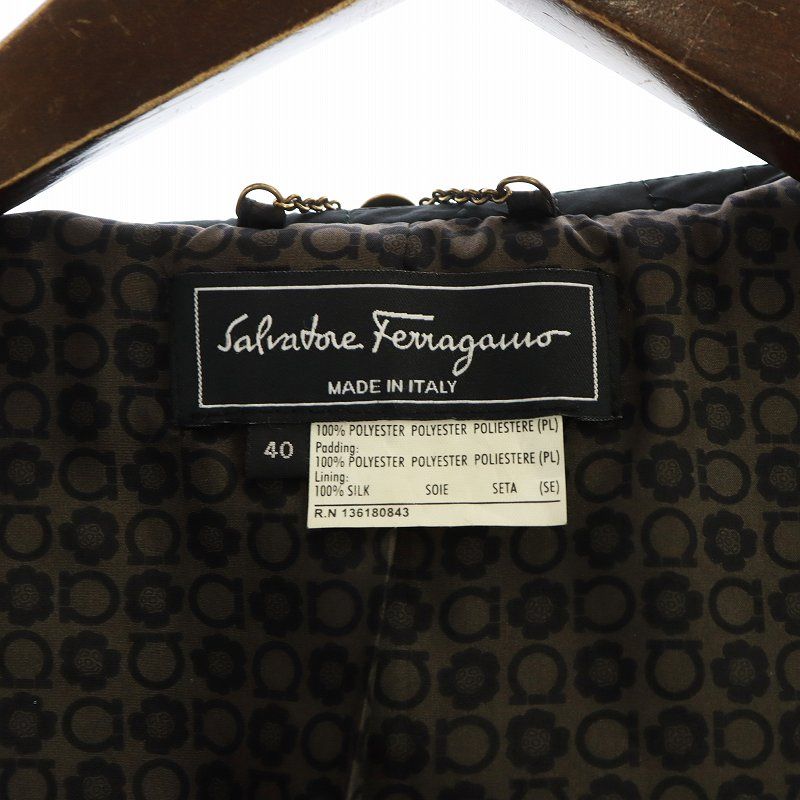 Salvatore Ferragamo
MADE IN ITALY
40
100% POLYESTER POLYESTER POLIESTERE (PL)
Padding:
100% POLYESTER POLYESTER POLIESTERE (PL)
Lining:
100% SILK SOIE SETA (SE)
R.N 136180843